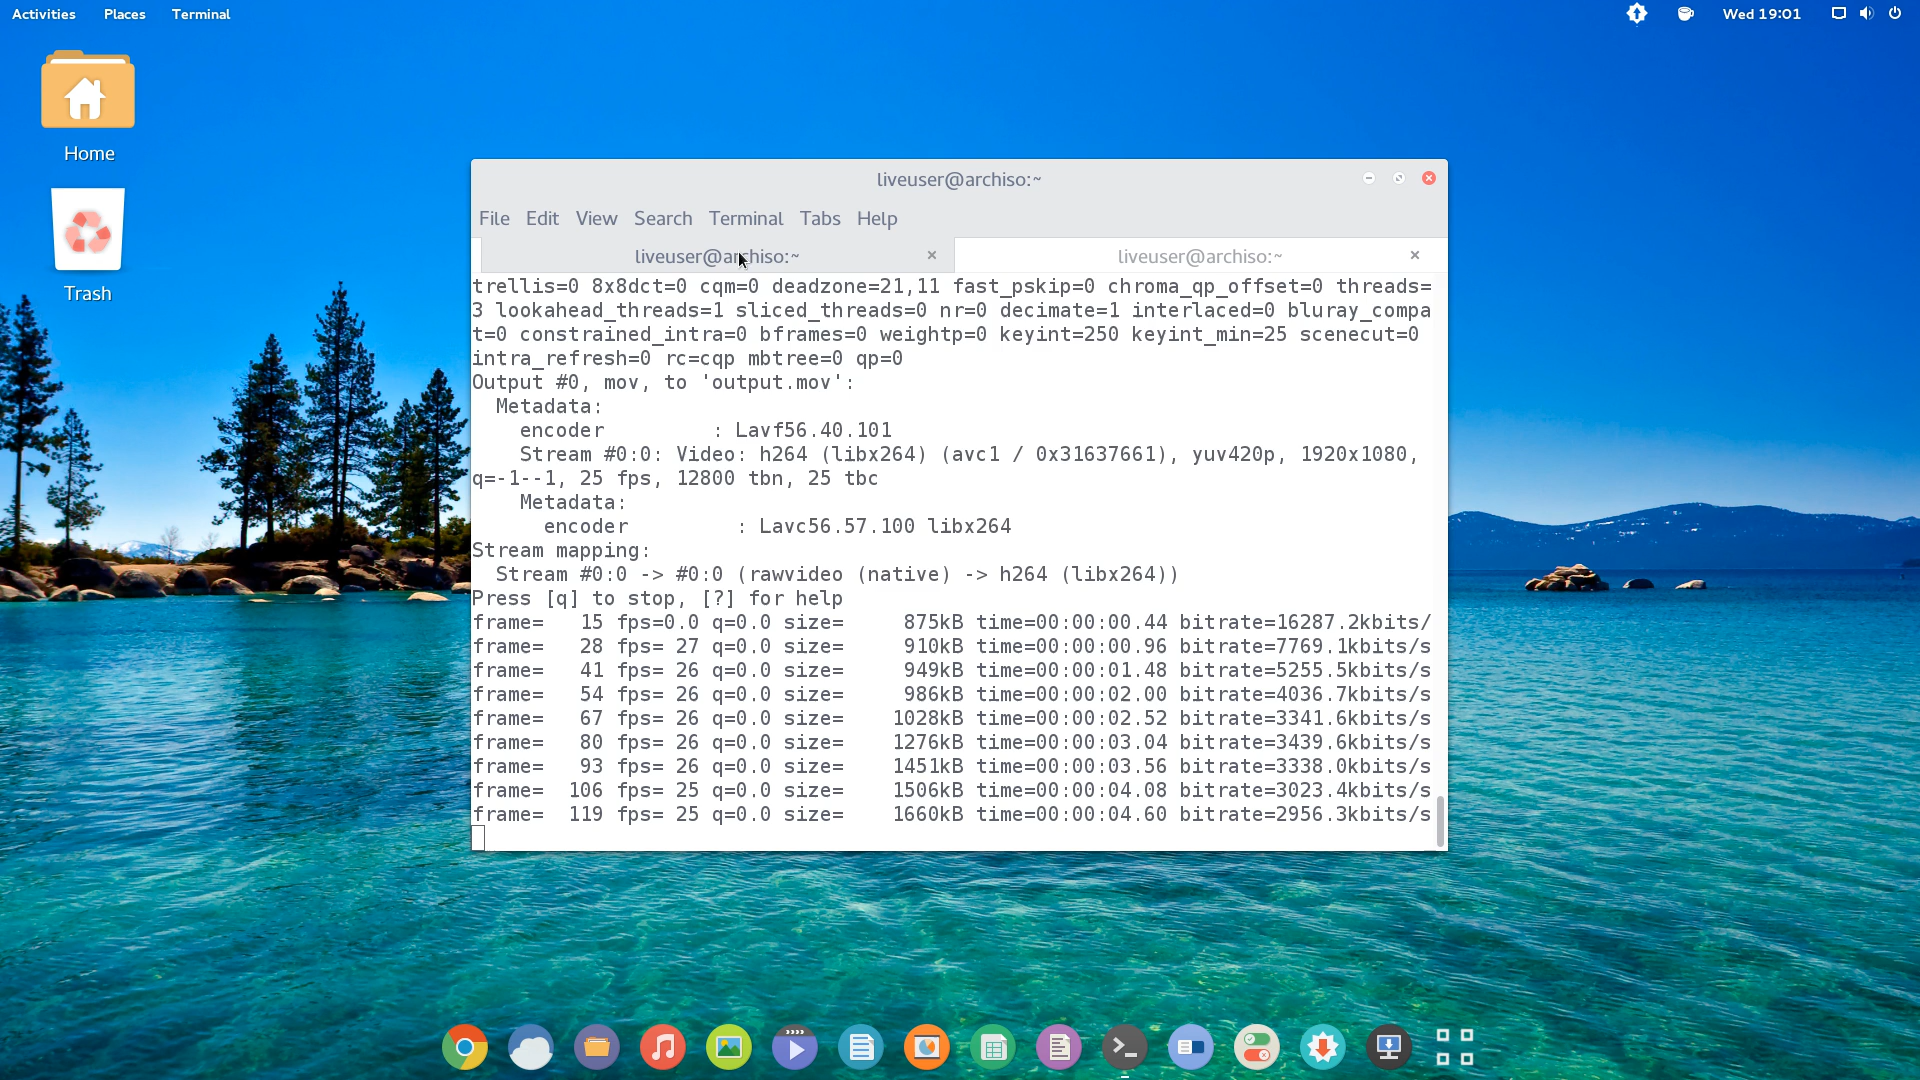 Activities Places Terminal Wed 19:01
Home
Trash
liveuser@archiso:~
File Edit View Search Terminal Tabs Help
liveuser@archiso:~ × liveuser@archiso:~ ×
trellis=0 8x8dct=0 cqm=0 deadzone=21,11 fast_pskip=0 chroma_qp_offset=0 threads=
3 lookahead_threads=1 sliced_threads=0 nr=0 decimate=1 interlaced=0 bluray_compa
t=0 constrained_intra=0 bframes=0 weightp=0 keyint=250 keyint_min=25 scenecut=0
intra_refresh=0 rc=cqp mbtree=0 qp=0
Output #0, mov, to 'output.mov':
  Metadata:
    encoder         : Lavf56.40.101
    Stream #0:0: Video: h264 (libx264) (avc1 / 0x31637661), yuv420p, 1920x1080,
q=-1--1, 25 fps, 12800 tbn, 25 tbc
    Metadata:
      encoder         : Lavc56.57.100 libx264
Stream mapping:
  Stream #0:0 -> #0:0 (rawvideo (native) -> h264 (libx264))
Press [q] to stop, [?] for help
frame=   15 fps=0.0 q=0.0 size=     875kB time=00:00:00.44 bitrate=16287.2kbits/
frame=   28 fps= 27 q=0.0 size=     910kB time=00:00:00.96 bitrate=7769.1kbits/s
frame=   41 fps= 26 q=0.0 size=     949kB time=00:00:01.48 bitrate=5255.5kbits/s
frame=   54 fps= 26 q=0.0 size=     986kB time=00:00:02.00 bitrate=4036.7kbits/s
frame=   67 fps= 26 q=0.0 size=    1028kB time=00:00:02.52 bitrate=3341.6kbits/s
frame=   80 fps= 26 q=0.0 size=    1276kB time=00:00:03.04 bitrate=3439.6kbits/s
frame=   93 fps= 26 q=0.0 size=    1451kB time=00:00:03.56 bitrate=3338.0kbits/s
frame=  106 fps= 25 q=0.0 size=    1506kB time=00:00:04.08 bitrate=3023.4kbits/s
frame=  119 fps= 25 q=0.0 size=    1660kB time=00:00:04.60 bitrate=2956.3kbits/s